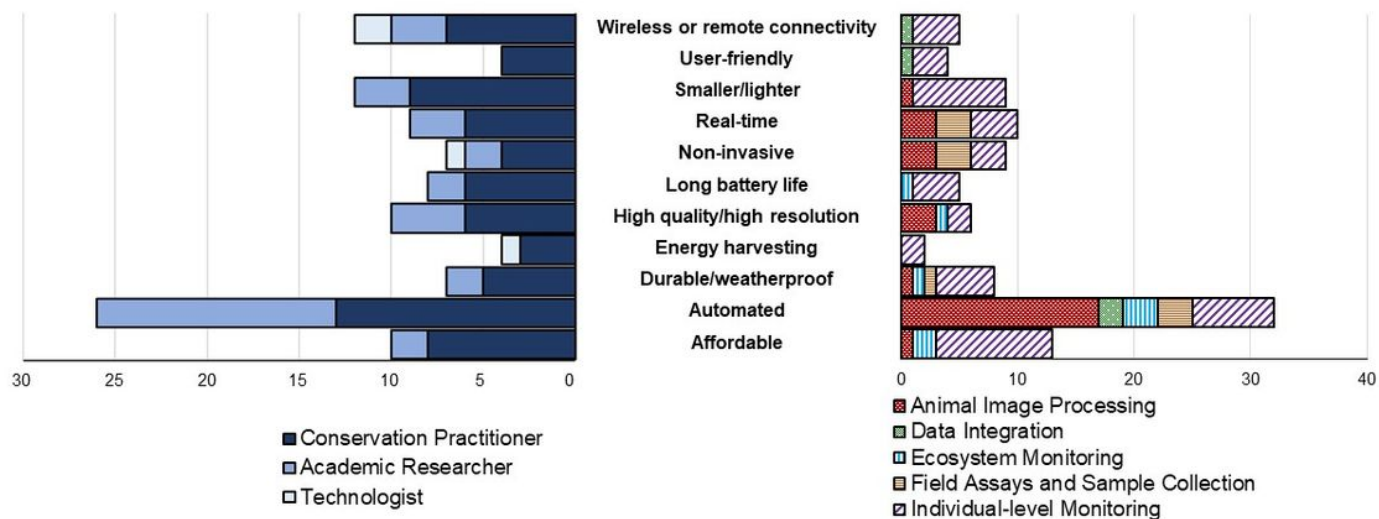 Wireless or remote connectivity
User-friendly
Smaller/lighter
Real-time
Non-invasive
Long battery life
High quality/high resolution
Energy harvesting
Durable/weatherproof
Automated
Affordable
30 25 20 15 10 5 0
0 10 20 30 40
Conservation Practitioner
Academic Researcher
Technologist
Animal Image Processing
Data Integration
Ecosystem Monitoring
Field Assays and Sample Collection
Individual-level Monitoring